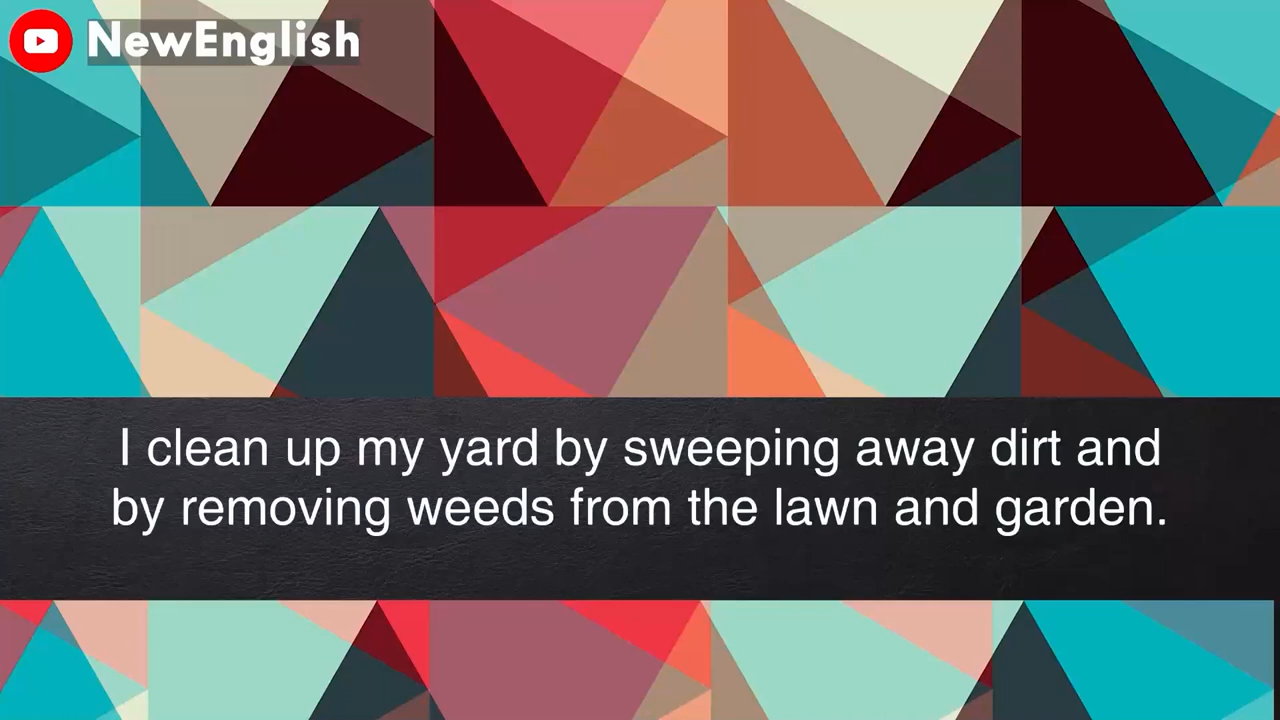 NewEnglish
I clean up my yard by sweeping away dirt and
by removing weeds from the lawn and garden.